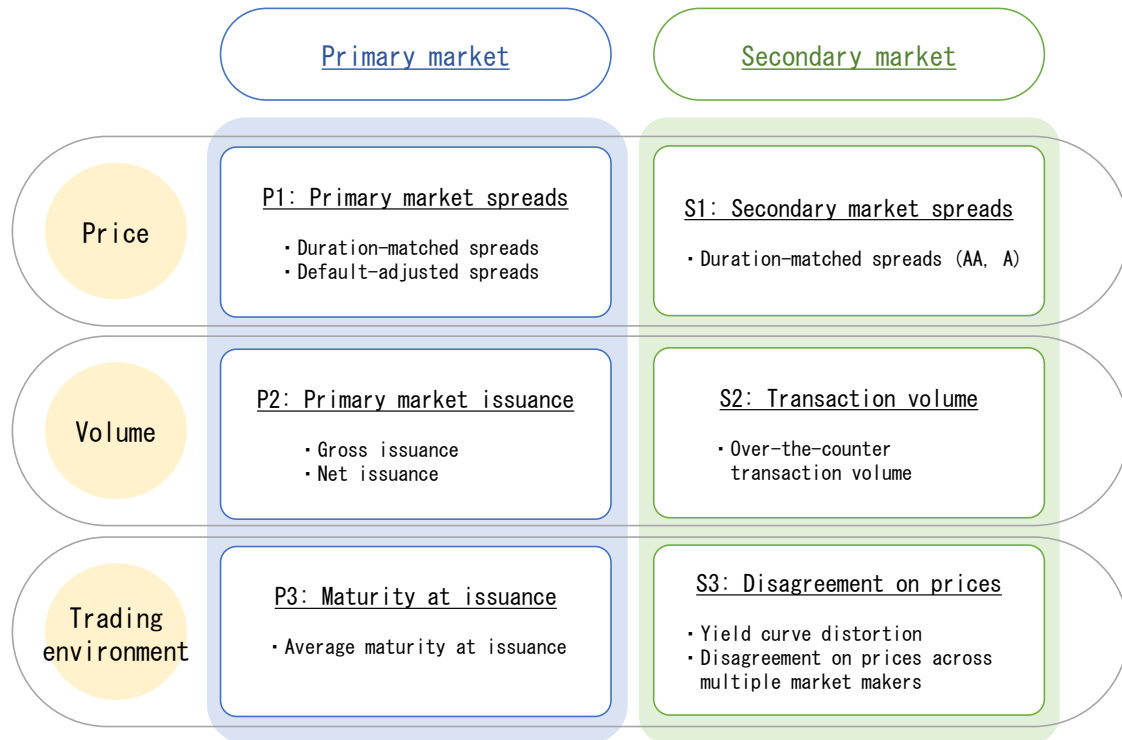 Primary market
Secondary market
Price
P1: Primary market spreads
・Duration-matched spreads
・Default-adjusted spreads
S1: Secondary market spreads
・Duration-matched spreads (AA, A)
Volume
P2: Primary market issuance
・Gross issuance
・Net issuance
S2: Transaction volume
・Over-the-counter
transaction volume
Trading
environment
P3: Maturity at issuance
・Average maturity at issuance
S3: Disagreement on prices
・Yield curve distortion
・Disagreement on prices across
multiple market makers